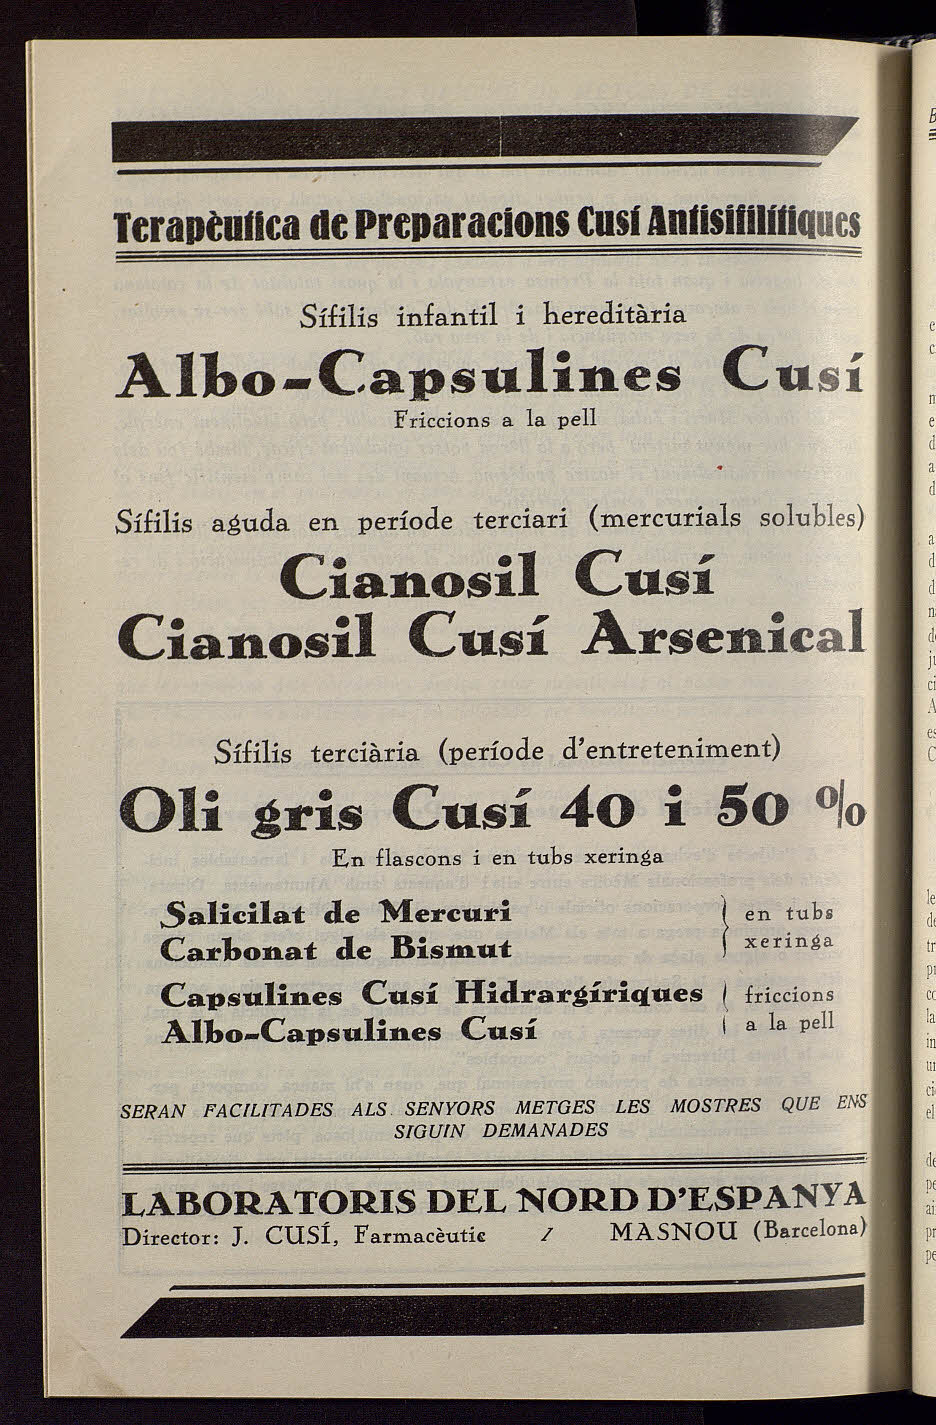 Terapèutica de Preparacions Cusí Antisifilítiques
Sífilis infantil i hereditària
Albo-Capsulines Cusí
Friccions a la pell
Sífilis aguda en període terciari (mercurials solubles)
Cianosil Cusí
Cianosil Cusí Arsenical
Sífilis terciària (període d'entreteniment)
Oli gris Cusí 40 i 50 %
En flascons i en tubs xeringa
Salicilat de Mercuri } en tubs
Carbonat de Bismut } xeringa
Capsulines Cusí Hidrargíriques ( friccions
Albo-Capsulines Cusí ( a la pell
SERAN FACILITADES ALS SENYORS METGES LES MOSTRES QUE ENS
SIGUIN DEMANADES
LABORATORIS DEL NORD D'ESPANYA
Director: J. CUSÍ, Farmacèutic / MASNOU (Barcelona)